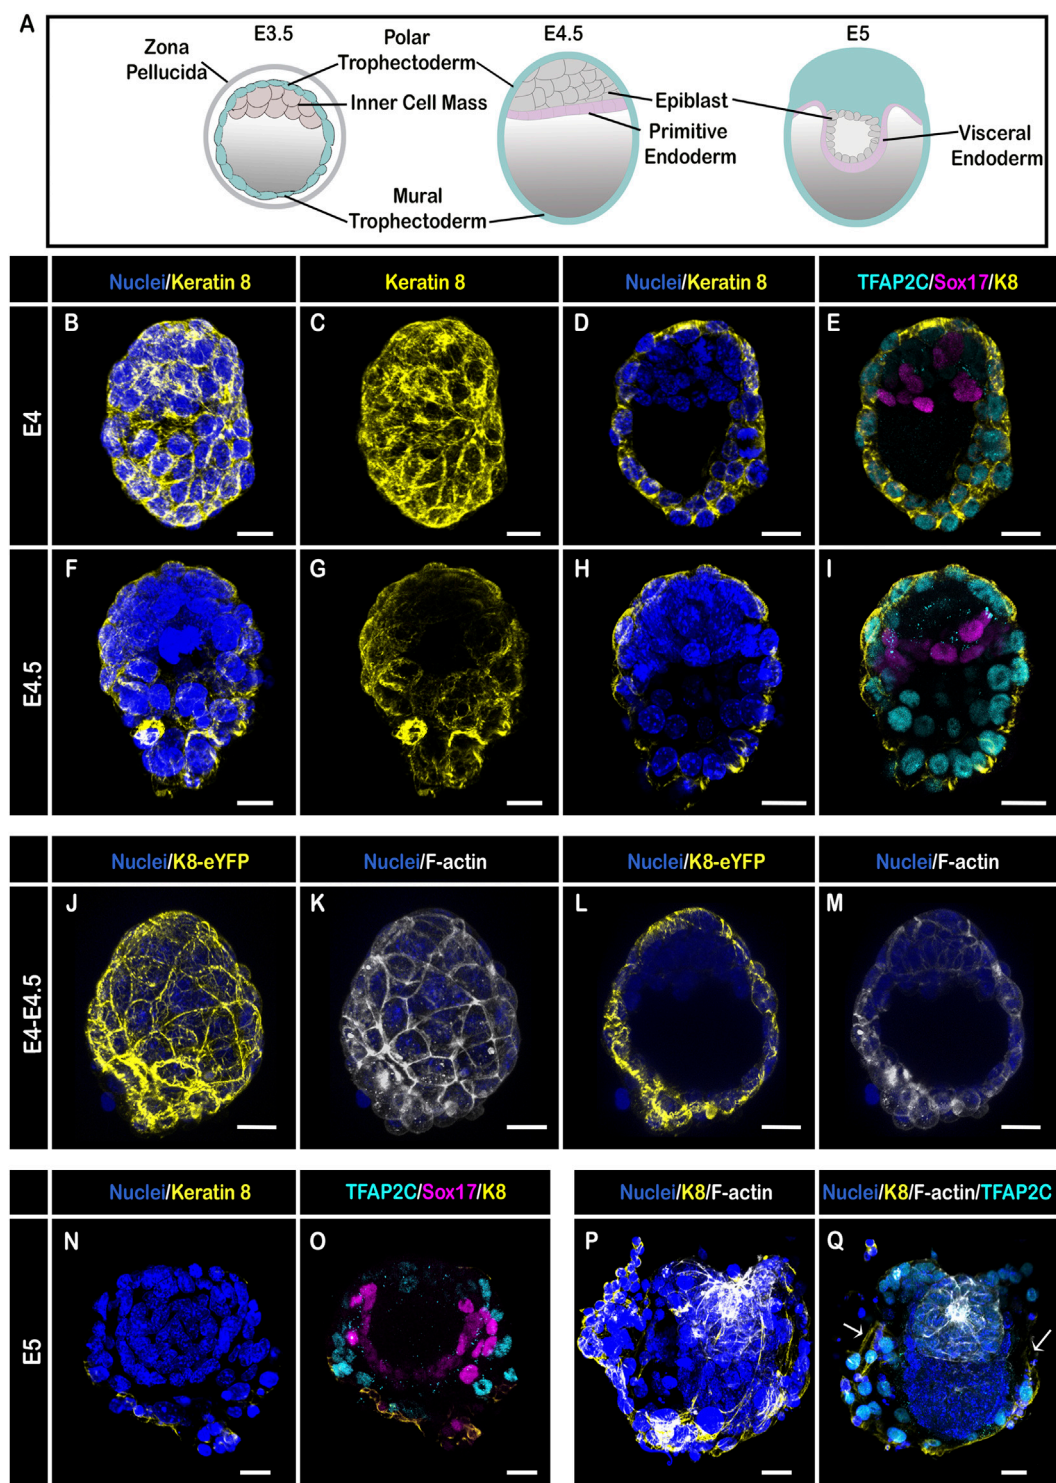 A
E3.5
E4.5
E5
Zona
Pellucida
Polar
Trophectoderm
Inner Cell Mass
Mural
Trophectoderm
Epiblast
Primitive
Endoderm
Visceral
Endoderm
Nuclei/Keratin 8
Keratin 8
Nuclei/Keratin 8
TFAP2C/Sox17/K8
E4
B
C
D
E
E4.5
F
G
H
I
Nuclei/K8-eYFP
Nuclei/F-actin
Nuclei/K8-eYFP
Nuclei/F-actin
E4-E4.5
J
K
L
M
Nuclei/Keratin 8
TFAP2C/Sox17/K8
Nuclei/K8/F-actin
Nuclei/K8/F-actin/TFAP2C
E5
N
O
P
Q